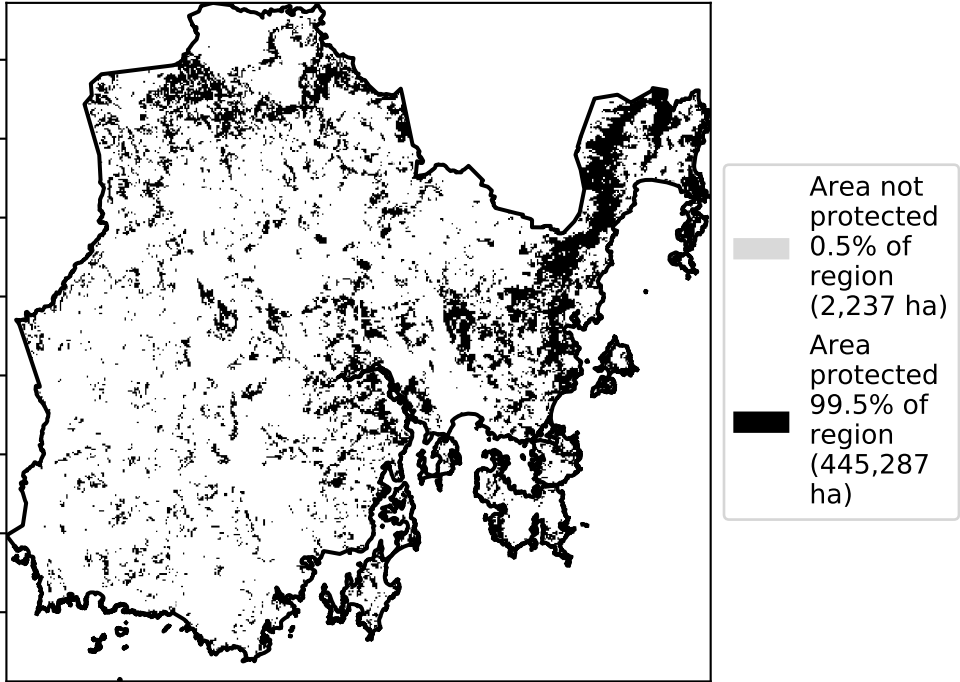 Area not
protected
0.5% of
region
(2,237 ha)
Area
protected
99.5% of
region
(445,287
ha)